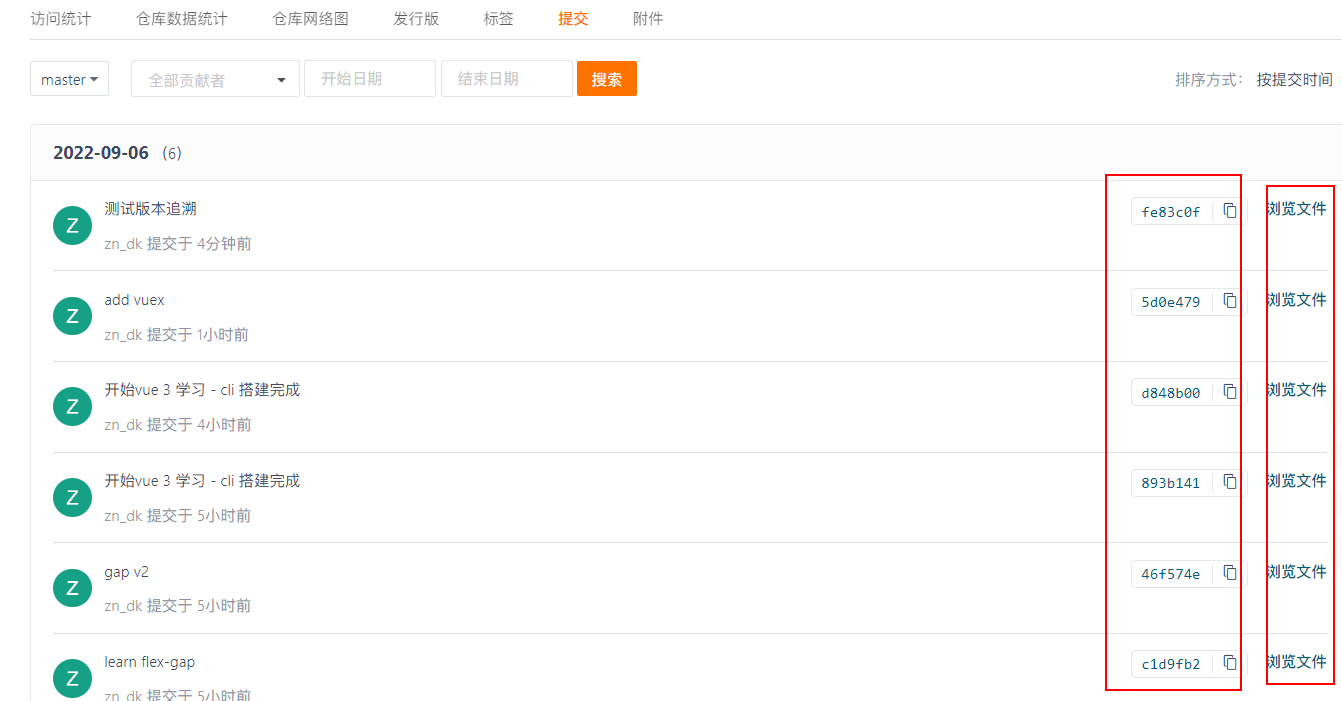 访问统计 仓库数据统计 仓库网络图 发行版 标签 提交 附件
master 全部贡献者 开始日期 结束日期 搜索 排序方式： 按提交时间
2022-09-06 (6)
Z 测试版本追溯 fe83c0f 浏览文件
zn_dk 提交于 4分钟前
Z add vuex 5d0e479 浏览文件
zn_dk 提交于 1小时前
Z 开始vue 3 学习 - cli 搭建完成 d848b00 浏览文件
zn_dk 提交于 4小时前
Z 开始vue 3 学习 - cli 搭建完成 893b141 浏览文件
zn_dk 提交于 5小时前
Z gap v2 46f574e 浏览文件
zn_dk 提交于 5小时前
Z learn flex-gap c1d9fb2 浏览文件
zn_dk 提交于 5小时前